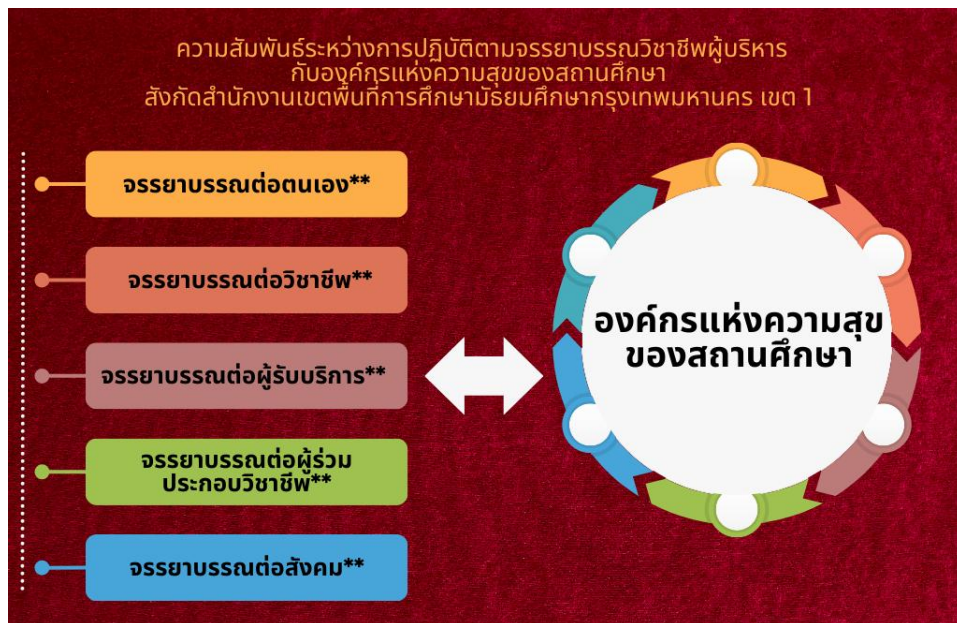 ความสัมพันธ์ระหว่างการปฏิบัติตามจรรยาบรรณวิชาชีพผู้บริหาร
กับองค์กรแห่งความสุขของสถานศึกษา
สังกัดสำนักงานเขตพื้นที่การศึกษามัธยมศึกษากรุงเทพมหานคร เขต 1
จรรยาบรรณต่อตนเอง**
จรรยาบรรณต่อวิชาชีพ**
จรรยาบรรณต่อผู้รับบริการ**
จรรยาบรรณต่อผู้ร่วม
ประกอบวิชาชีพ**
จรรยาบรรณต่อสังคม**
องค์กรแห่งความสุข
ของสถานศึกษา